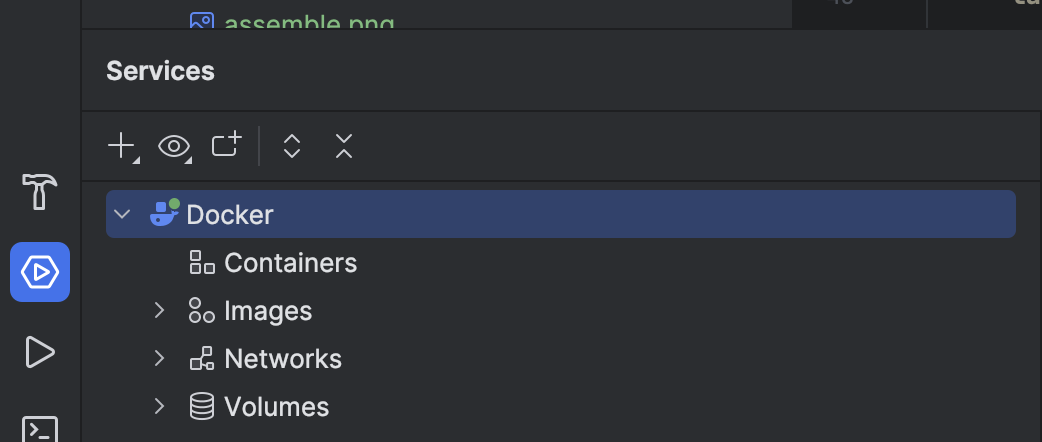 assemble.png
Services
Docker
Containers
Images
Networks
Volumes